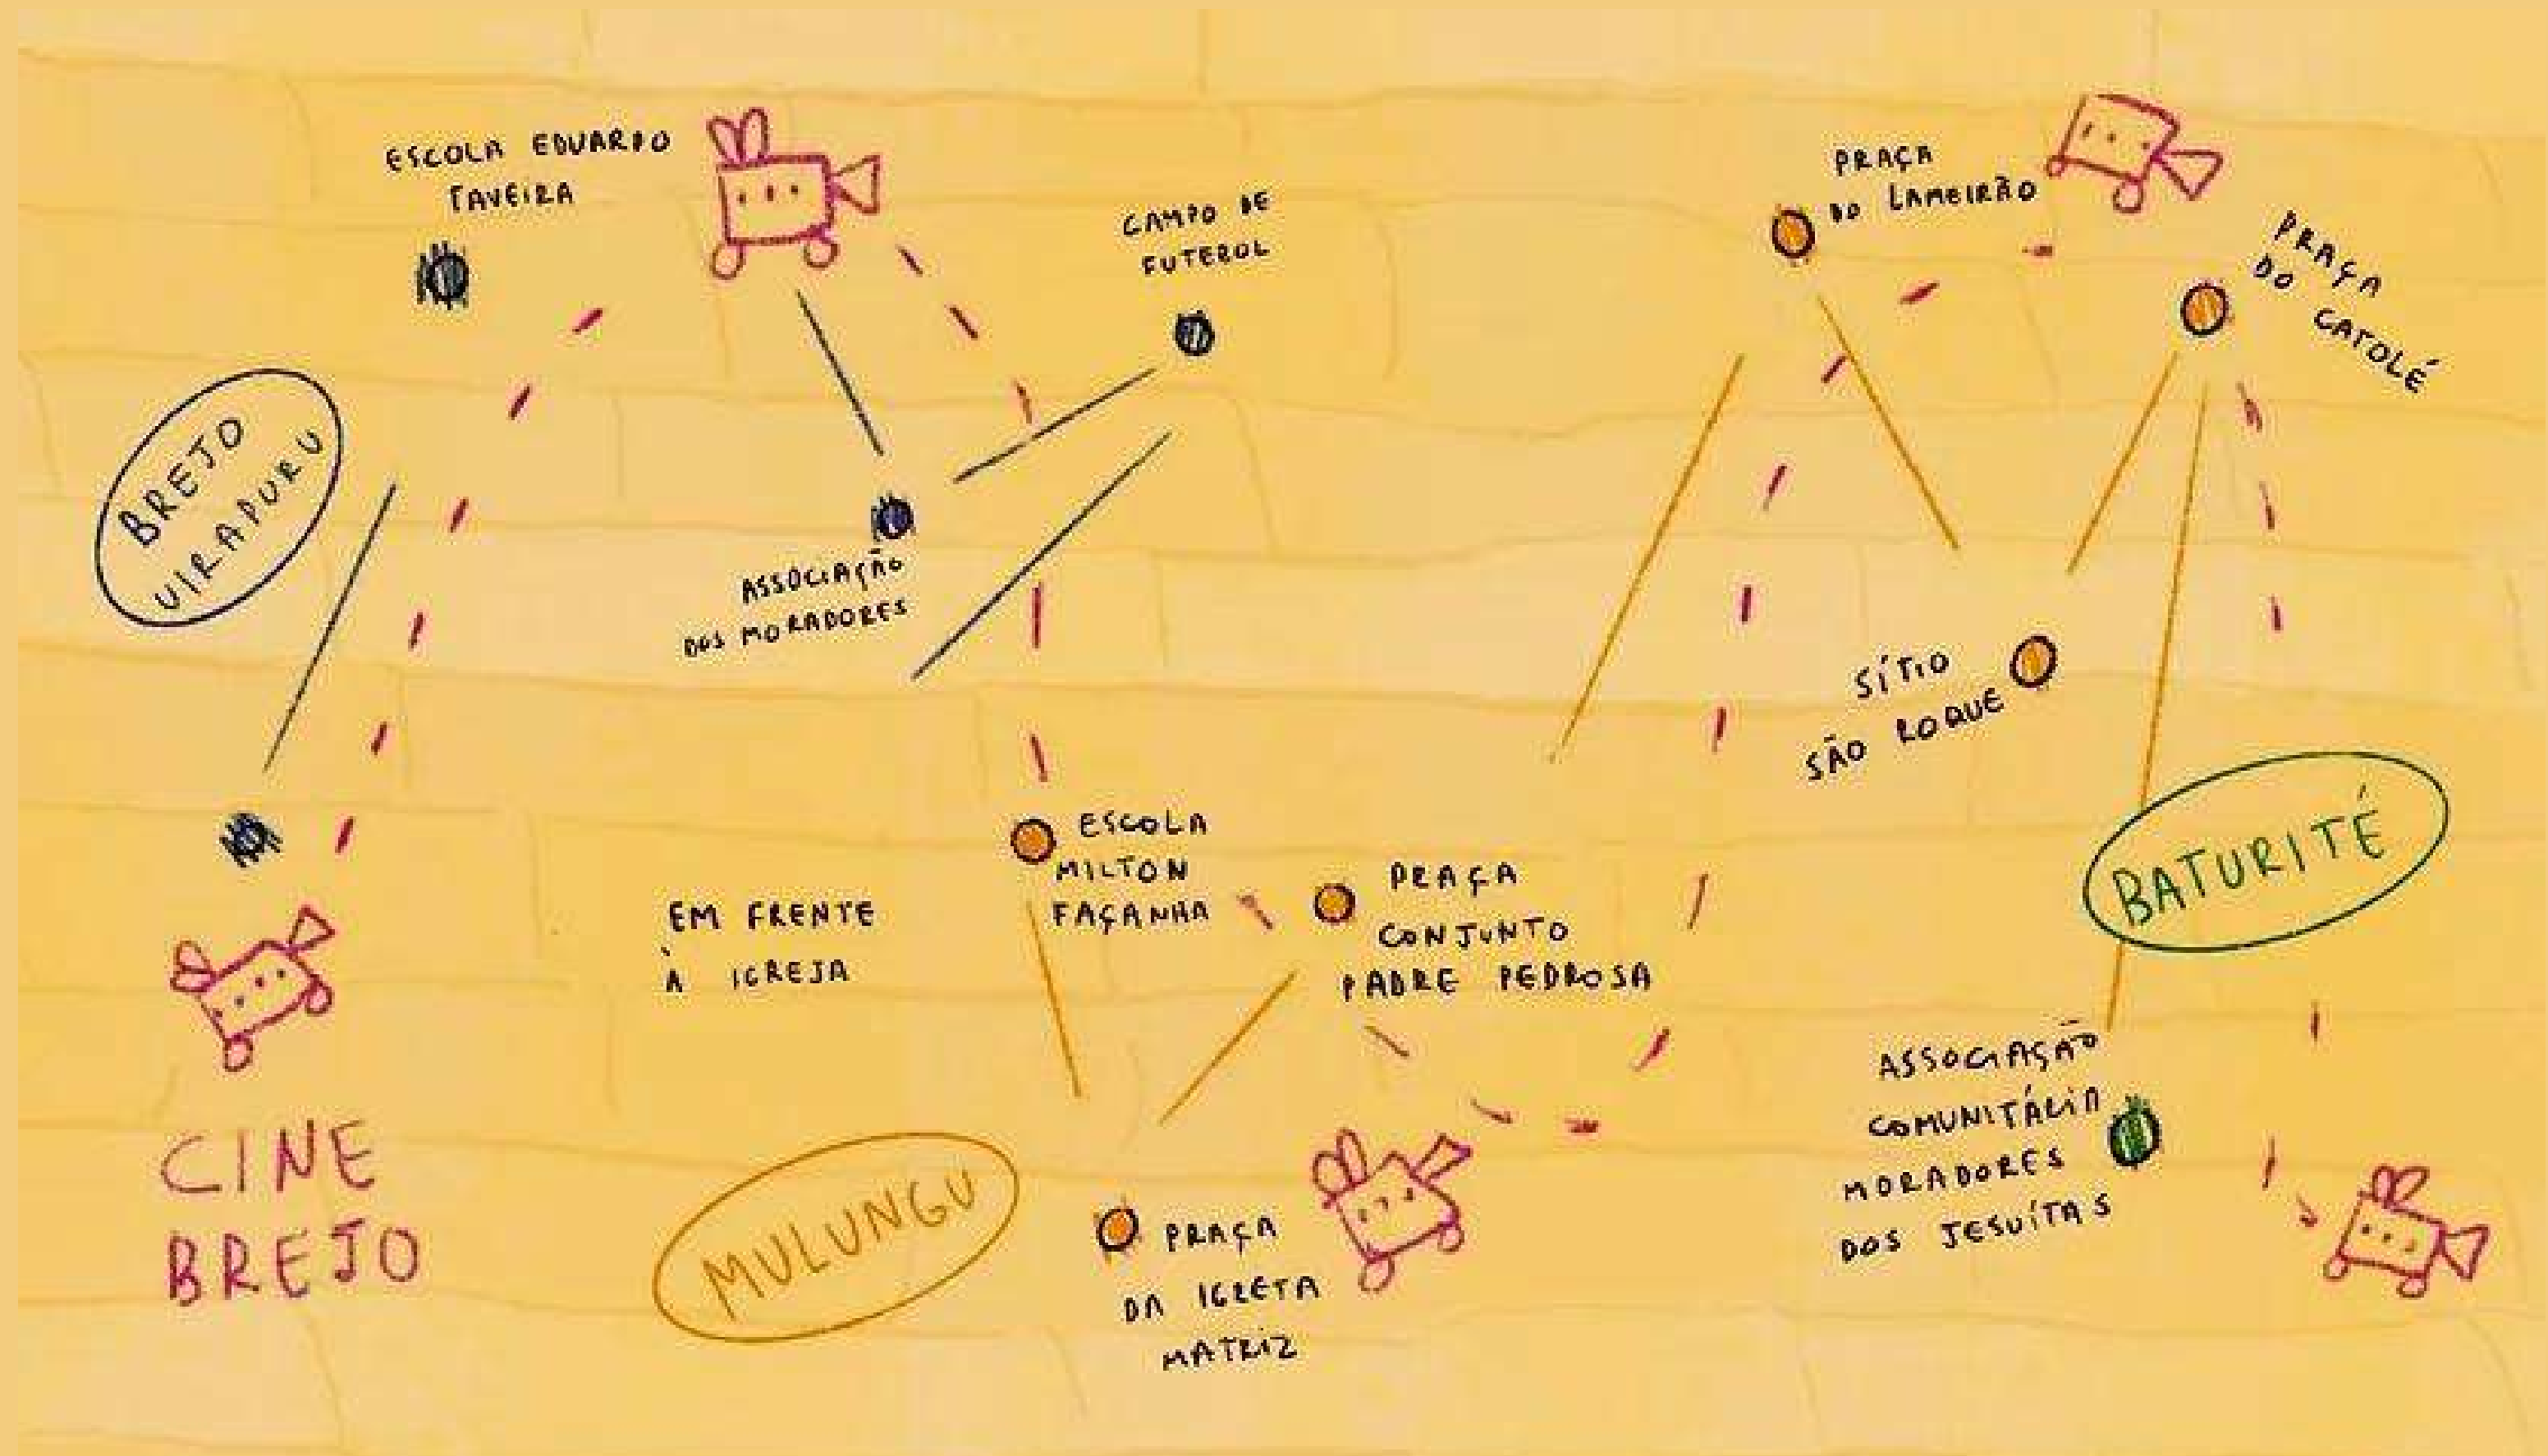 ESCOLA EDUARDO
TAVEIRA
CAMPO DE
FUTEBOL
BREJO
UIRAPURU
ASSOCIAÇÃO
DOS MORADORES
EM FRENTE
À IGREJA
CINE
BREJO
ESCOLA
MILTON
FAÇANHA
PRAÇA
CONJUNTO
PADRE PEDROSA
MULUNGU
PRAÇA
DA IGREJA
MATRIZ
PRAÇA
DO LAMEIRÃO
PRAÇA
DO CATOLÉ
SÍTIO
SÃO ROQUE
BATURITÉ
ASSOCIAÇÃO
COMUNITÁRIA
MORADORES
DOS JESUÍTAS